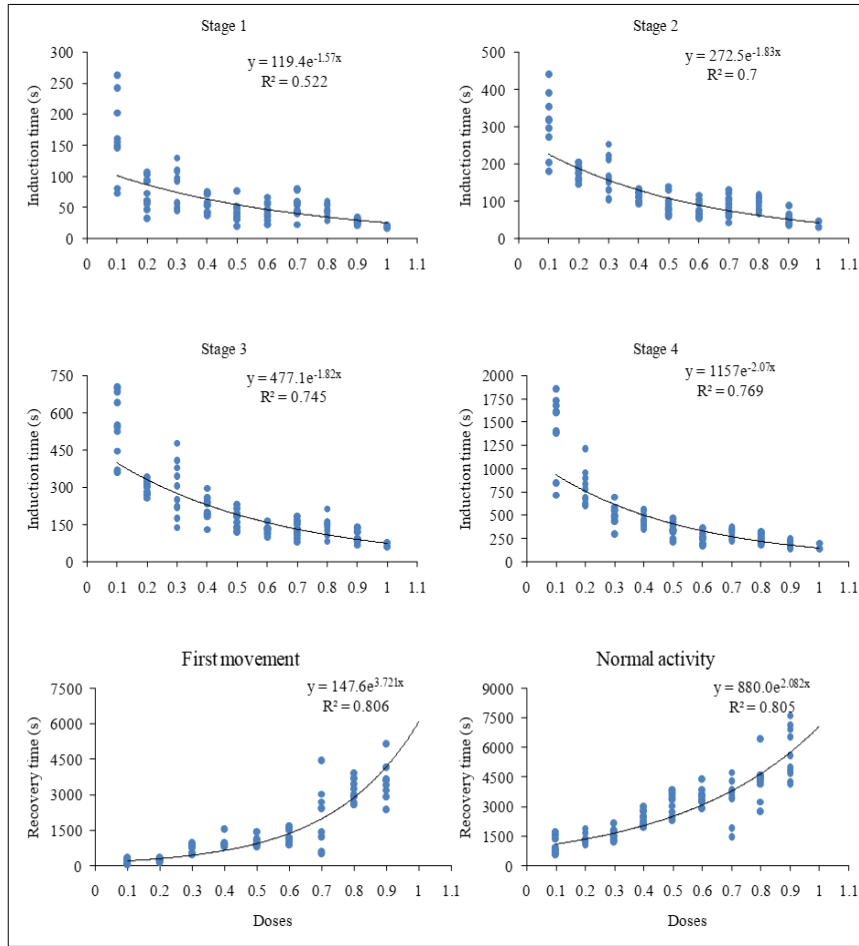 Stage 1
y = 119.4e^-1.57x
R² = 0.522
Induction time (s)
300
250
200
150
100
50
0
0 0.1 0.2 0.3 0.4 0.5 0.6 0.7 0.8 0.9 1 1.1
Stage 2
y = 272.5e^-1.83x
R² = 0.7
Induction time (s)
500
400
300
200
100
0
0 0.1 0.2 0.3 0.4 0.5 0.6 0.7 0.8 0.9 1 1.1
Stage 3
y = 477.1e^-1.82x
R² = 0.745
Induction time (s)
750
600
450
300
150
0
0 0.1 0.2 0.3 0.4 0.5 0.6 0.7 0.8 0.9 1 1.1
Stage 4
y = 1157e^-2.07x
R² = 0.769
Induction time (s)
2000
1750
1500
1250
1000
750
500
250
0
0 0.1 0.2 0.3 0.4 0.5 0.6 0.7 0.8 0.9 1 1.1
First movement
y = 147.6e^3.721x
R² = 0.806
Recovery time (s)
7500
6000
4500
3000
1500
0
0 0.1 0.2 0.3 0.4 0.5 0.6 0.7 0.8 0.9 1 1.1
Doses
Normal activity
y = 880.0e^2.082x
R² = 0.805
Recovery time (s)
9000
7500
6000
4500
3000
1500
0
0 0.1 0.2 0.3 0.4 0.5 0.6 0.7 0.8 0.9 1 1.1
Doses